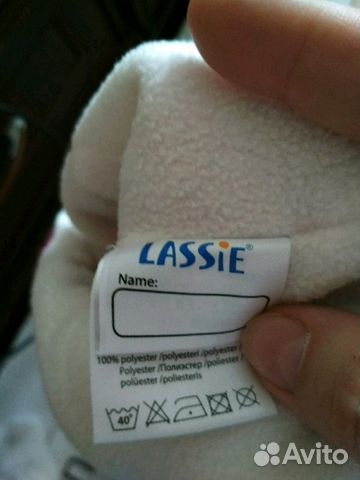 LASSiE®
Name:
100% polyester /polyesteri /polyester /
Polyester /Полиэстер /poliester /
polüester /poliesteris
40°
Avito